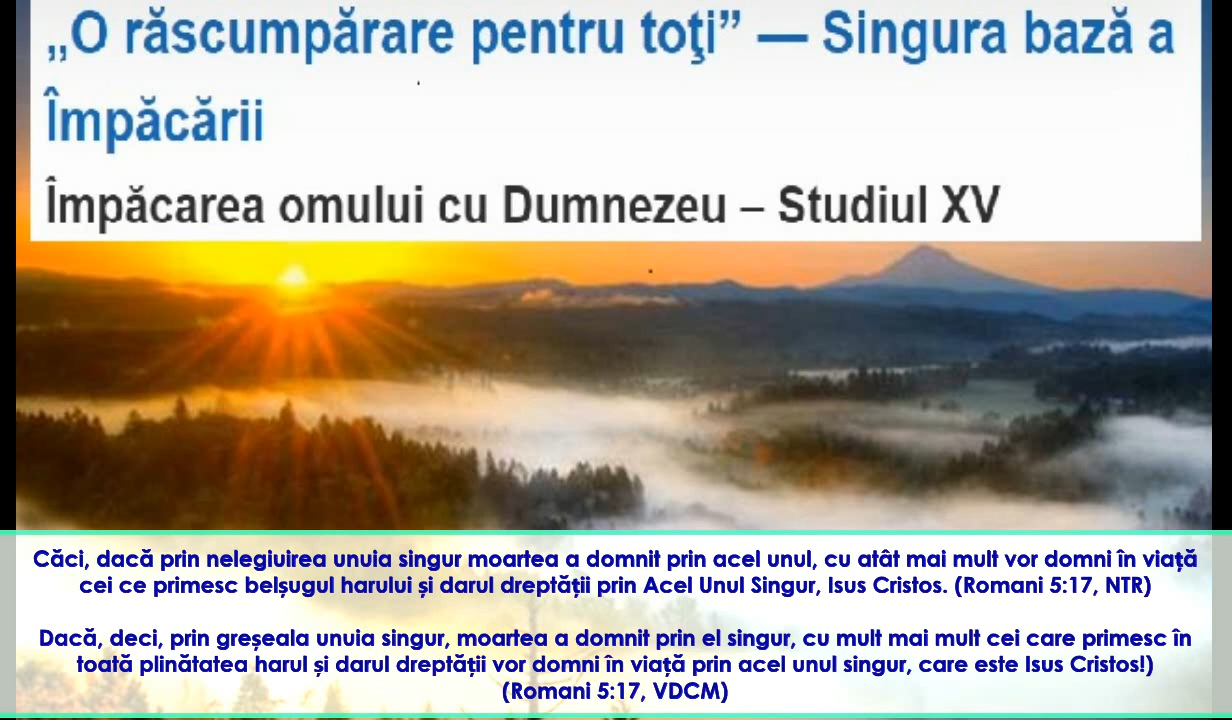 „O răscumpărare pentru toţi” — Singura bază a
Împăcării
Împăcarea omului cu Dumnezeu – Studiul XV
Căci, dacă prin nelegiuirea unuia singur moartea a domnit prin acel unul, cu atât mai mult vor domni în viață
cei ce primesc belșugul harului și darul dreptății prin Acel Unul Singur, Isus Cristos. (Romani 5:17, NTR)
Dacă, deci, prin greșeala unuia singur, moartea a domnit prin el singur, cu mult mai mult cei care primesc în
toată plinătatea harul și darul dreptății vor domni în viață prin acel unul singur, care este Isus Cristos!)
(Romani 5:17, VDCM)